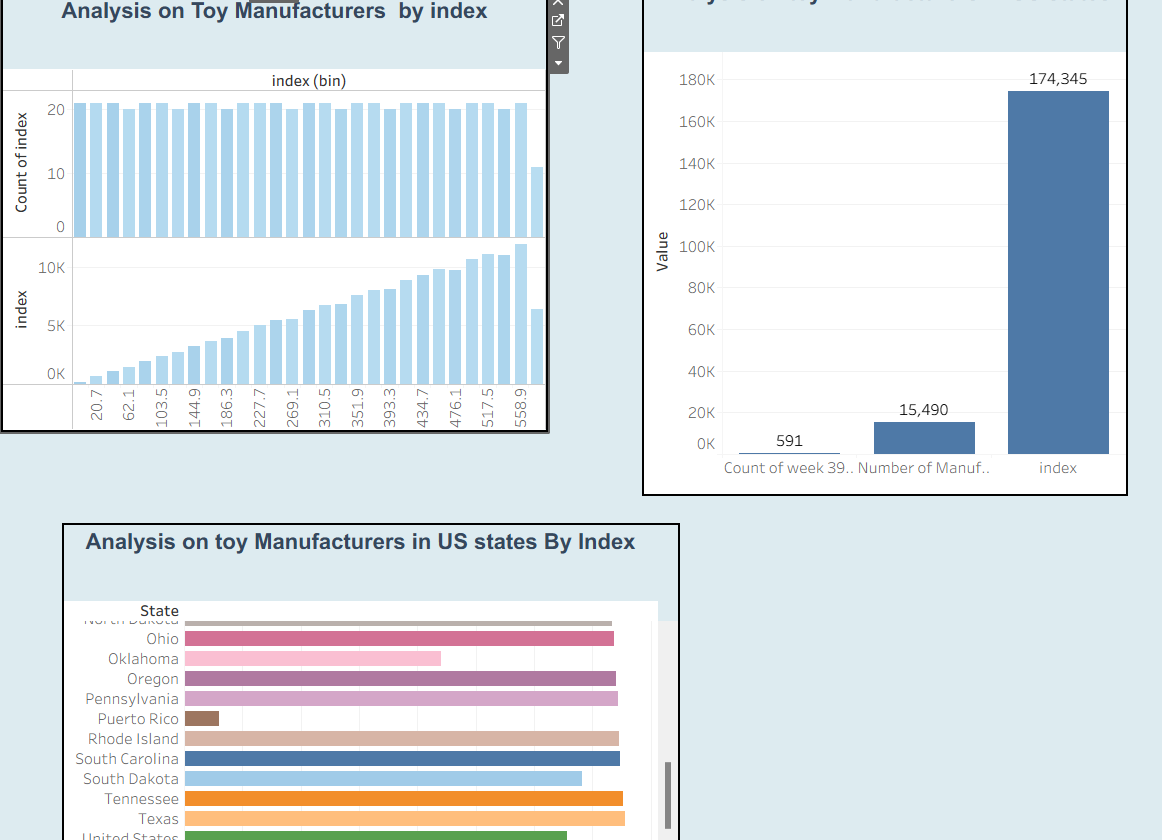 Analysis on Toy Manufacturers  by index
index (bin)
Count of index
20
10
0
index
10K
5K
0K
20.7
62.1
103.5
144.9
186.3
227.7
269.1
310.5
351.9
393.3
434.7
476.1
517.5
558.9
Value
180K
160K
140K
120K
100K
80K
60K
40K
20K
0K
174,345
15,490
591
Count of week 39.. Number of Manuf.. index
Analysis on toy Manufacturers in US states By Index
State
North Dakota
Ohio
Oklahoma
Oregon
Pennsylvania
Puerto Rico
Rhode Island
South Carolina
South Dakota
Tennessee
Texas
United States